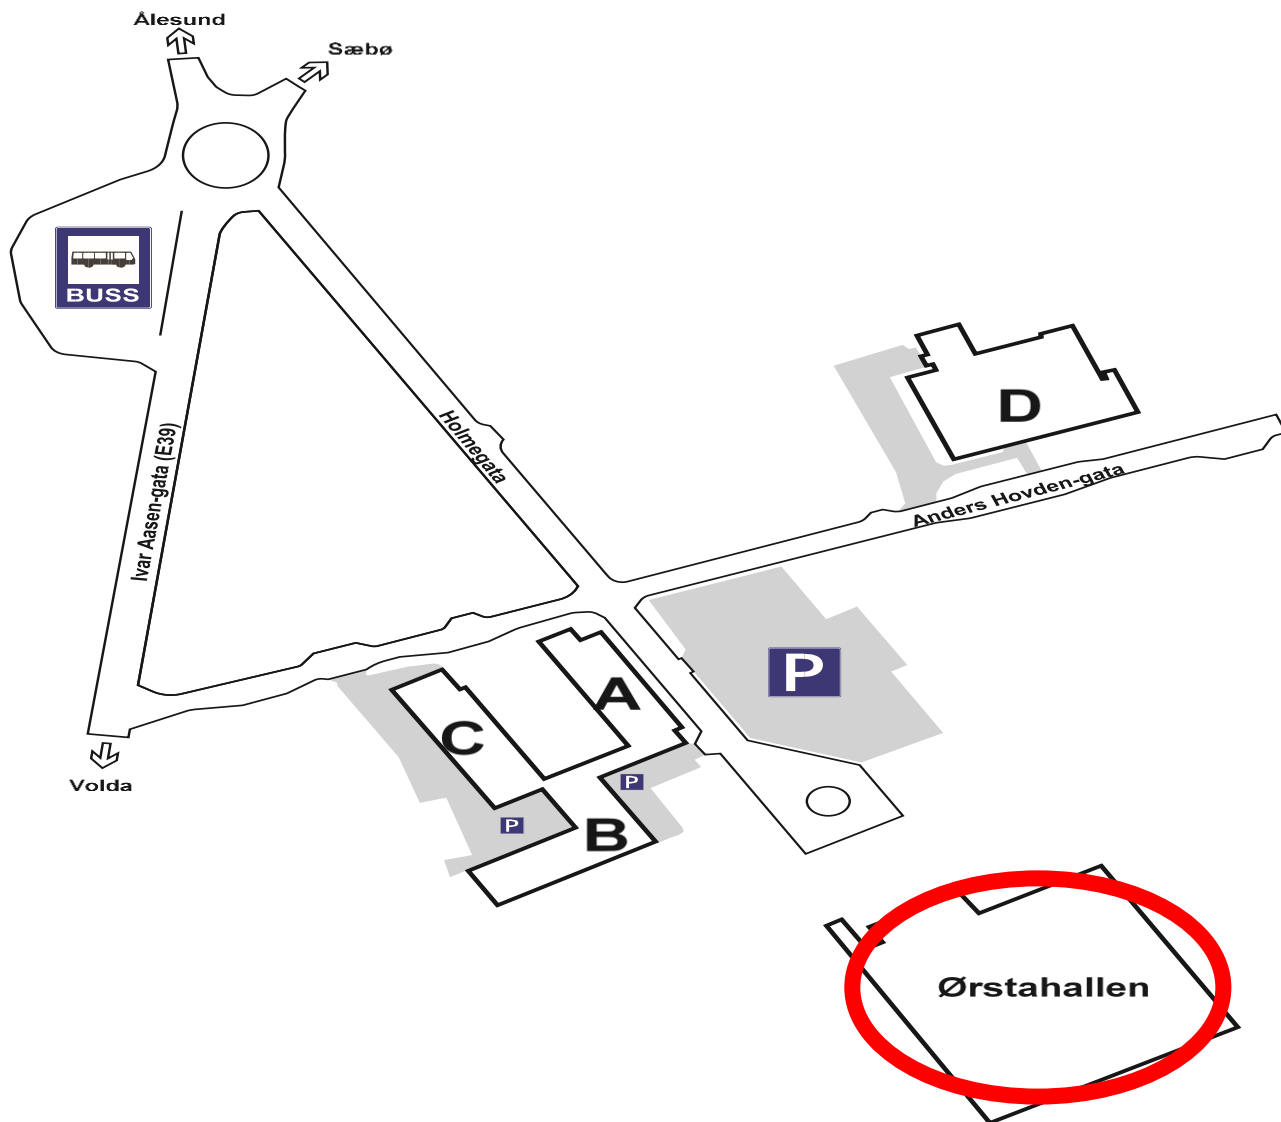 Ålesund
Sæbø
BUSS
Holmegata
D
Ivar Aasen-gata (E39)
Anders Hovden-gata
P
A
C
P
Volda
P
B
Ørstahallen